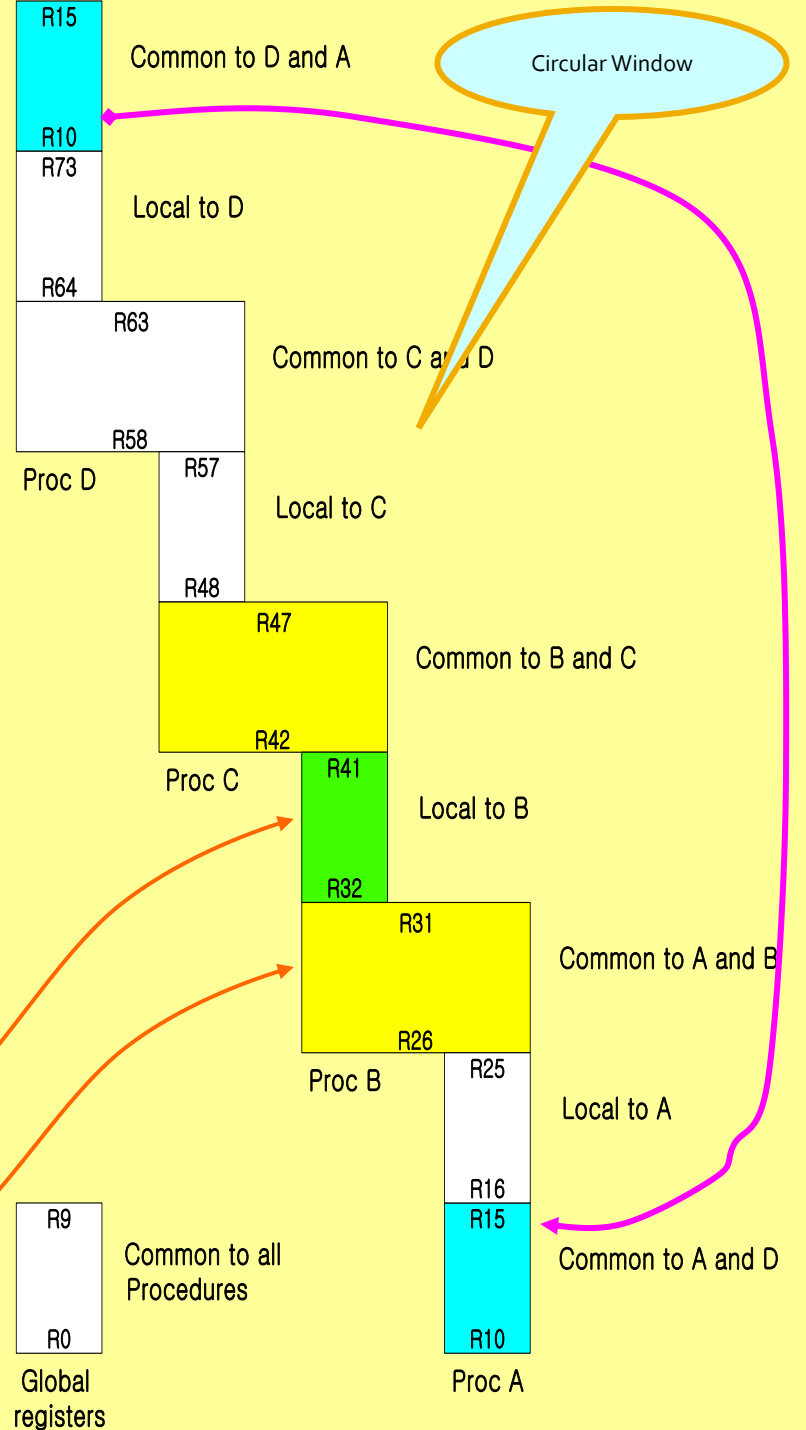 R15
Common to D and A
Circular Window
R10
R73
Local to D
R64
R63
Common to C and D
R58
Proc D
R57
Local to C
R48
R47
Common to B and C
R42
Proc C
R41
Local to B
R32
R31
Common to A and B
R26
Proc B
R25
Local to A
R16
R15
Common to A and D
R10
Proc A
R9
Common to all
Procedures
R0
Global
registers